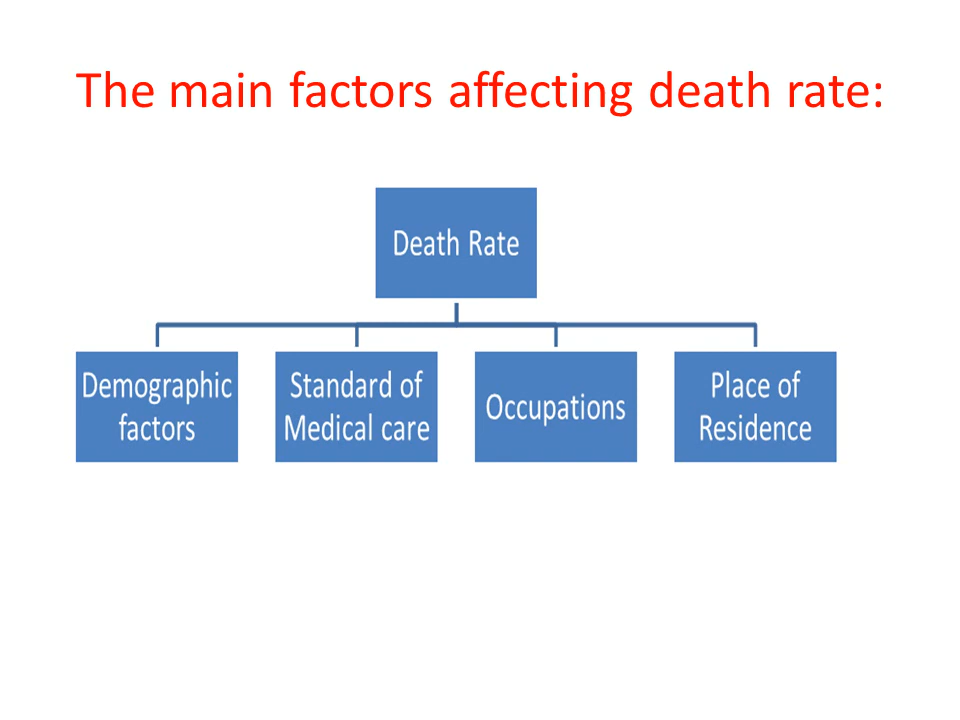 The main factors affecting death rate:
Death Rate
Demographic
factors
Standard of
Medical care
Occupations
Place of
Residence